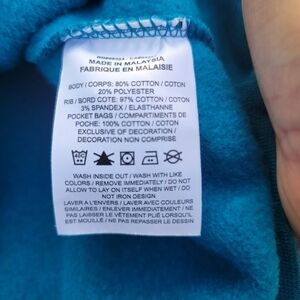 MADE IN MALAYSIA
FABRIQUE EN MALAISIE
BODY / CORPS: 80% COTTON / COTON
20% POLYESTER
RIB / BORD COTE: 97% COTTON / COTON
3% SPANDEX / ELASTHANNE
POCKET BAGS / COMPARTIMENTS DE
POCHE: 100% COTTON / COTON
EXCLUSIVE OF DECORATION /
DECORATION NON COMPRISE
WASH INSIDE OUT / WASH WITH LIKE
COLORS / REMOVE IMMEDIATELY / DO NOT
ALLOW TO LAY ON ITSELF WHEN WET / DO
NOT IRON DESIGN
LAVER A L'ENVERS / LAVER AVEC COULEURS
SIMILAIRES / ENLEVER IMMEDIATEMENT / NE
PAS LAISSER LE VÊTEMENT PLIÉ LORSQU'IL
EST MOUILLÉ / NE PAS REPASSER LE DESSIN